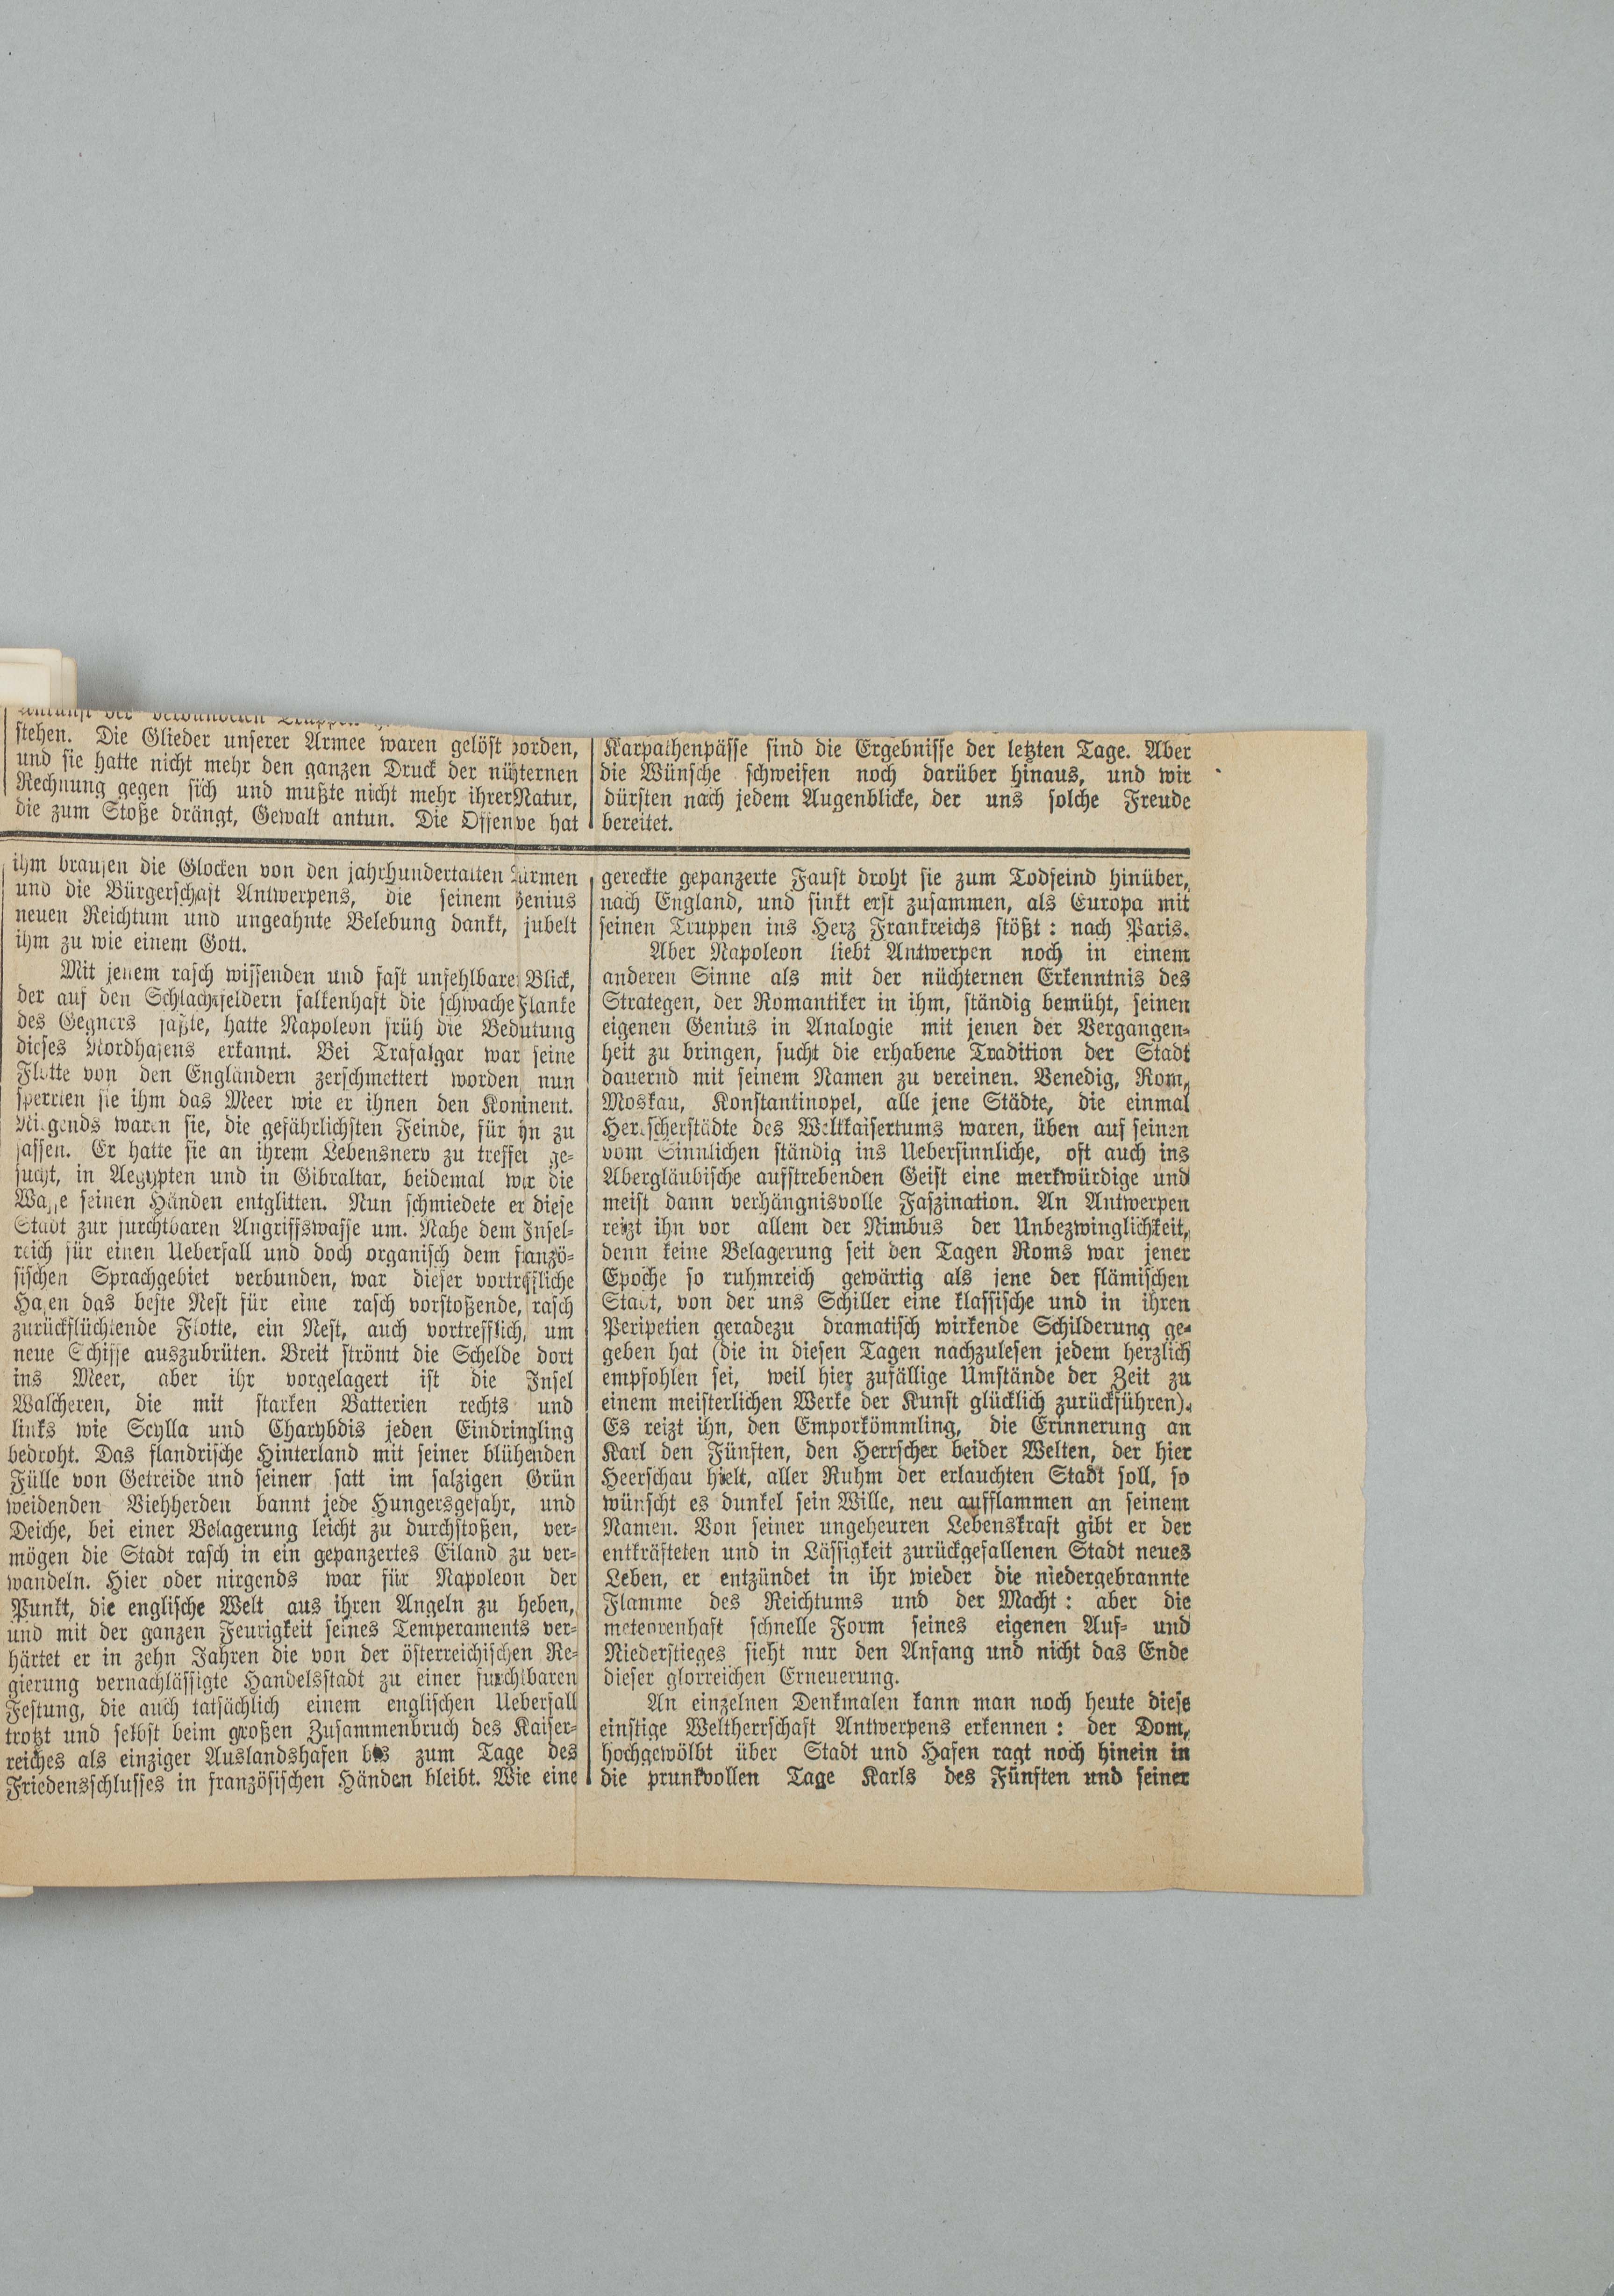 stehen. Die Glieder unserer Armee waren gelöst worden,
und sie hatte nicht mehr den ganzen Druck der nüchternen
Rechnung gegen sich und mußte nicht mehr ihrer Natur,
die zum Stoße drängt, Gewalt antun. Die Offensive hat
Karpathenpässe sind die Ergebnisse der letzten Tage. Aber
die Wünsche schweifen noch darüber hinaus, und wir
dürsten nach jedem Augenblicke, der uns solche Freude
bereitet.
ihm brausen die Glocken von den jahrhundertalten Türmen
und die Bürgerschaft Antwerpens, die seinem Genius
neuen Reichtum und ungeahnte Belebung dankt, jubelt
ihm zu wie einem Gott.
Mit jenem rasch wissenden und fast unfehlbaren Blick,
der auf den Schlachtfeldern falkenhaft die schwache Flanke
des Gegners faßte, hatte Napoleon früh die Bedeutung
dieses Nordhafens erkannt. Bei Trafalgar war seine
Flotte von den Engländern zerschmettert worden, nun
sperrten sie ihm das Meer wie er ihnen den Kontinent.
Nirgends waren sie, die gefährlichsten Feinde, für ihn zu
fassen. Er hatte sie an ihrem Lebensnerv zu treffen ge-
sucht, in Aegypten und in Gibraltar, beidemal war die
Waffe seinen Händen entglitten. Nun schmiedete er diese
Stadt zur furchtbaren Angriffswaffe um. Nahe dem Insel-
reich für einen Ueberfall und doch organisch dem franzö-
sischen Sprachgebiet verbunden, war dieser vortreffliche
Hafen das beste Nest für eine rasch vorstoßende, rasch
zurückflüchtende Flotte, ein Nest, auch vortrefflich, um
neue Schiffe auszubrüten. Breit strömt die Schelde dort
ins Meer, aber ihr vorgelagert ist die Insel
Walcheren, die mit starken Batterien rechts und
links wie Scylla und Charybdis jeden Eindringling
bedroht. Das flandrische Hinterland mit seiner blühenden
Fülle von Getreide und seinen satt im salzigen Grün
weidenden Viehherden bannt jede Hungersgefahr, und
Deiche, bei einer Belagerung leicht zu durchstoßen, ver-
mögen die Stadt rasch in ein gepanzertes Eiland zu ver-
wandeln. Hier oder nirgends war für Napoleon der
Punkt, die englische Welt aus ihren Angeln zu heben,
und mit der ganzen Feurigkeit seines Temperaments ver-
härtet er in zehn Jahren die von der österreichischen Re-
gierung vernachlässigte Handelsstadt zu einer furchtbaren
Festung, die auch tatsächlich einem englischen Ueberfall
trotzt und selbst beim großen Zusammenbruch des Kaiser-
reiches als einziger Auslandshafen bis zum Tage des
Friedensschlusses in französischen Händen bleibt. Wie eine
gereckte gepanzerte Faust droht sie zum Todfeind hinüber,
nach England, und sinkt erst zusammen, als Europa mit
seinen Truppen ins Herz Frankreichs stößt: nach Paris.
Aber Napoleon liebt Antwerpen noch in einem
anderen Sinne als mit der nüchternen Erkenntnis des
Strategen, der Romantiker in ihm, ständig bemüht, seinen
eigenen Genius in Analogie mit jenen der Vergangen-
heit zu bringen, sucht die erhabene Tradition der Stadt
dauernd mit seinem Namen zu vereinen. Venedig, Rom,
Moskau, Konstantinopel, alle jene Städte, die einmal
Herrscherstädte des Weltkaisertums waren, üben auf seinen
vom Sinnlichen ständig ins Uebersinnliche, oft auch ins
Abergläubische aufstrebenden Geist eine merkwürdige und
meist dann verhängnisvolle Faszination. An Antwerpen
reizt ihn vor allem der Nimbus der Unbezwinglichkeit,
denn keine Belagerung seit den Tagen Roms war jener
Epoche so ruhmreich gewärtig als jene der flämischen
Stadt, von der uns Schiller eine klassische und in ihren
Peripetien geradezu dramatisch wirkende Schilderung ge-
geben hat (die in diesen Tagen nachzulesen jedem herzlich
empfohlen sei, weil hier zufällige Umstände der Zeit zu
einem meisterlichen Werke der Kunst glücklich zurückführen).
Es reizt ihn, den Emporkömmling, die Erinnerung an
Karl den Fünften, den Herrscher beider Welten, der hier
Heerschau hielt, aller Ruhm der erlauchten Stadt soll, so
wünscht es dunkel sein Wille, neu aufflammen an seinem
Namen. Von seiner ungeheuren Lebenskraft gibt er der
entkräfteten und in Lässigkeit zurückgefallenen Stadt neues
Leben, er entzündet in ihr wieder die niedergebrannte
Flamme des Reichtums und der Macht: aber die
meteorenhaft schnelle Form seines eigenen Auf- und
Niederstieges sieht nur den Anfang und nicht das Ende
dieser glorreichen Erneuerung.
An einzelnen Denkmalen kann man noch heute diese
einstige Weltherrschaft Antwerpens erkennen: der Dom,
hochgewölbt über Stadt und Hafen ragt noch hinein in
die prunkvollen Tage Karls des Fünften und seiner